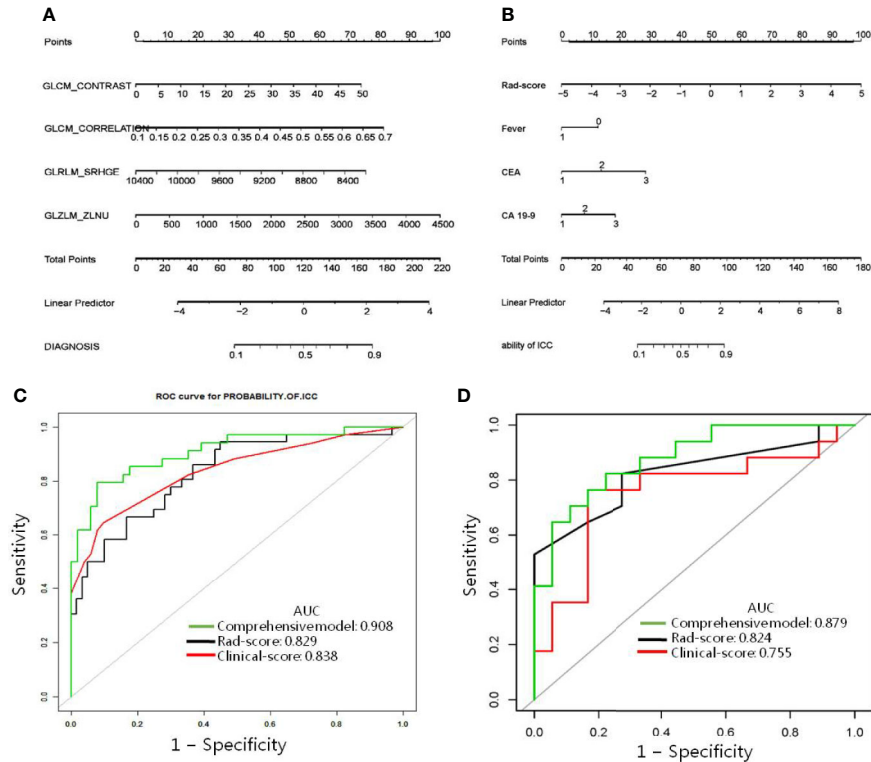 A
Points
0 10 20 30 40 50 60 70 80 90 100
GLCM_CONTRAST
0 5 10 15 20 25 30 35 40 45 50
GLCM_CORRELATION
0.1 0.15 0.2 0.25 0.3 0.35 0.4 0.45 0.5 0.55 0.6 0.65 0.7
GLRLM_SRHGE
10400 10000 9600 9200 8800 8400
GLZLM_ZLNU
0 500 1000 1500 2000 2500 3000 3500 4000 4500
Total Points
0 20 40 60 80 100 120 140 160 180 200 220
Linear Predictor
−4 −2 0 2 4
DIAGNOSIS
0.1 0.5 0.9
B
Points
0 10 20 30 40 50 60 70 80 90 100
Rad-score
−5 −4 −3 −2 −1 0 1 2 3 4 5
Fever
0
1
CEA
2
1 3
CA 19-9
2
1 3
Total Points
0 20 40 60 80 100 120 140 160 180
Linear Predictor
−4 −2 0 2 4 6 8
ability of ICC
0.1 0.5 0.9
C
ROC curve for PROBABILITY.OF.ICC
Sensitivity
1.0
0.8
0.6
0.4
0.2
0.0
AUC
Comprehensivemodel: 0.908
Rad-score: 0.829
Clinical-score: 0.838
0.0 0.2 0.4 0.6 0.8 1.0
1 − Specificity
D
Sensitivity
1.0
0.8
0.6
0.4
0.2
0.0
AUC
Comprehensivemodel: 0.879
Rad-score: 0.824
Clinical-score: 0.755
0.0 0.2 0.4 0.6 0.8 1.0
1 − Specificity